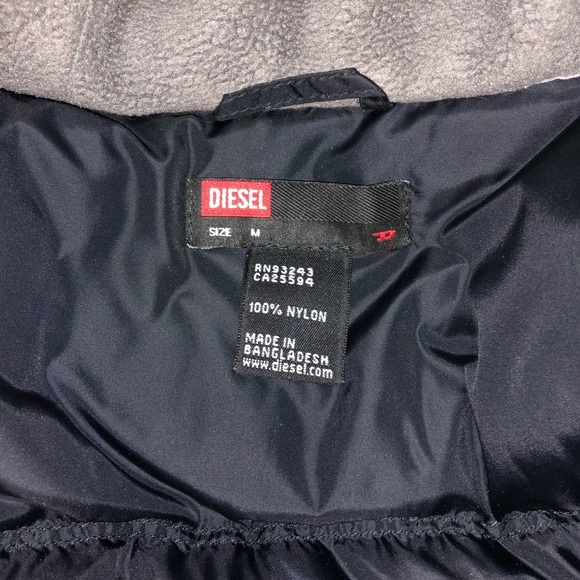 DIESEL
SIZE M
RN93243
CA25594
100% NYLON
MADE IN
BANGLADESH
www.diesel.com